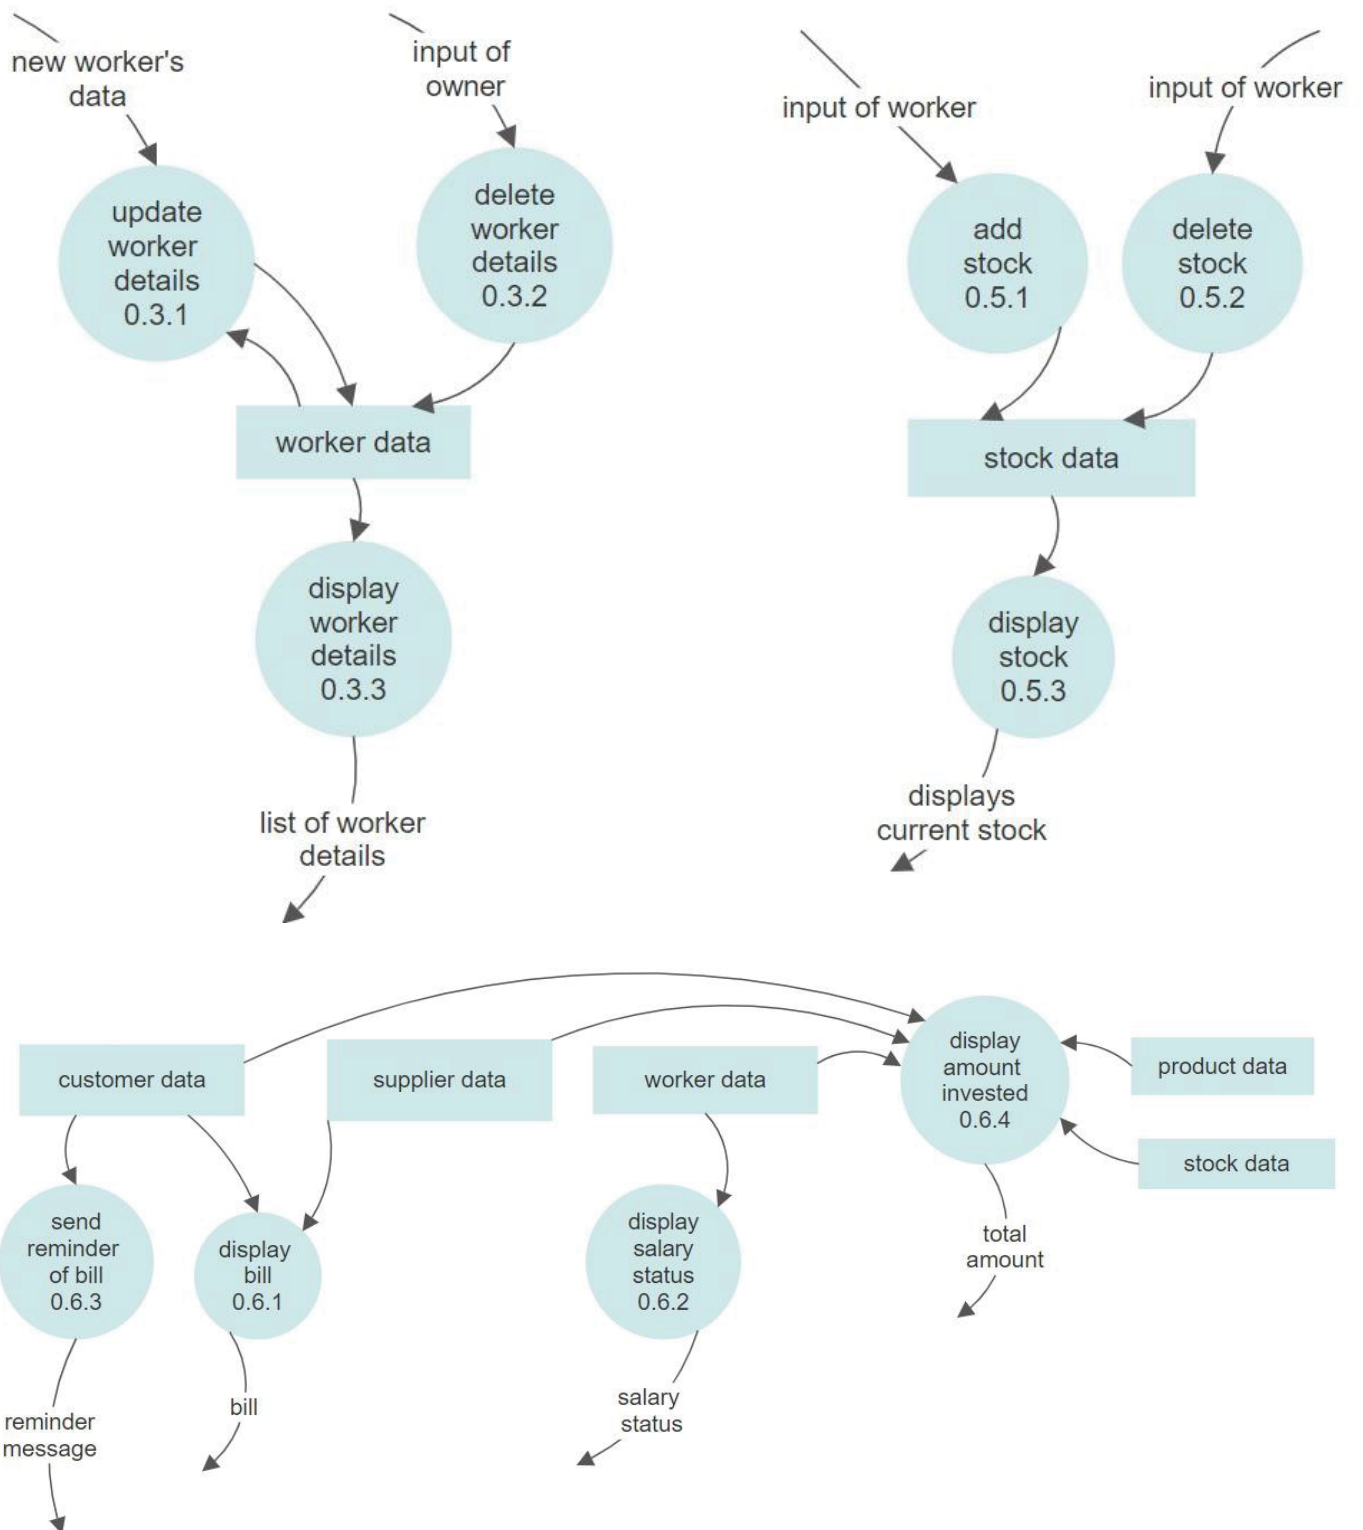 new worker's
data
input of
owner
input of worker
input of worker
update
worker
details
0.3.1
delete
worker
details
0.3.2
add
stock
0.5.1
delete
stock
0.5.2
worker data
stock data
display
worker
details
0.3.3
display
stock
0.5.3
list of worker
details
displays
current stock
customer data
supplier data
worker data
display
amount
invested
0.6.4
product data
stock data
send
reminder
of bill
0.6.3
display
bill
0.6.1
display
salary
status
0.6.2
total
amount
reminder
message
bill
salary
status